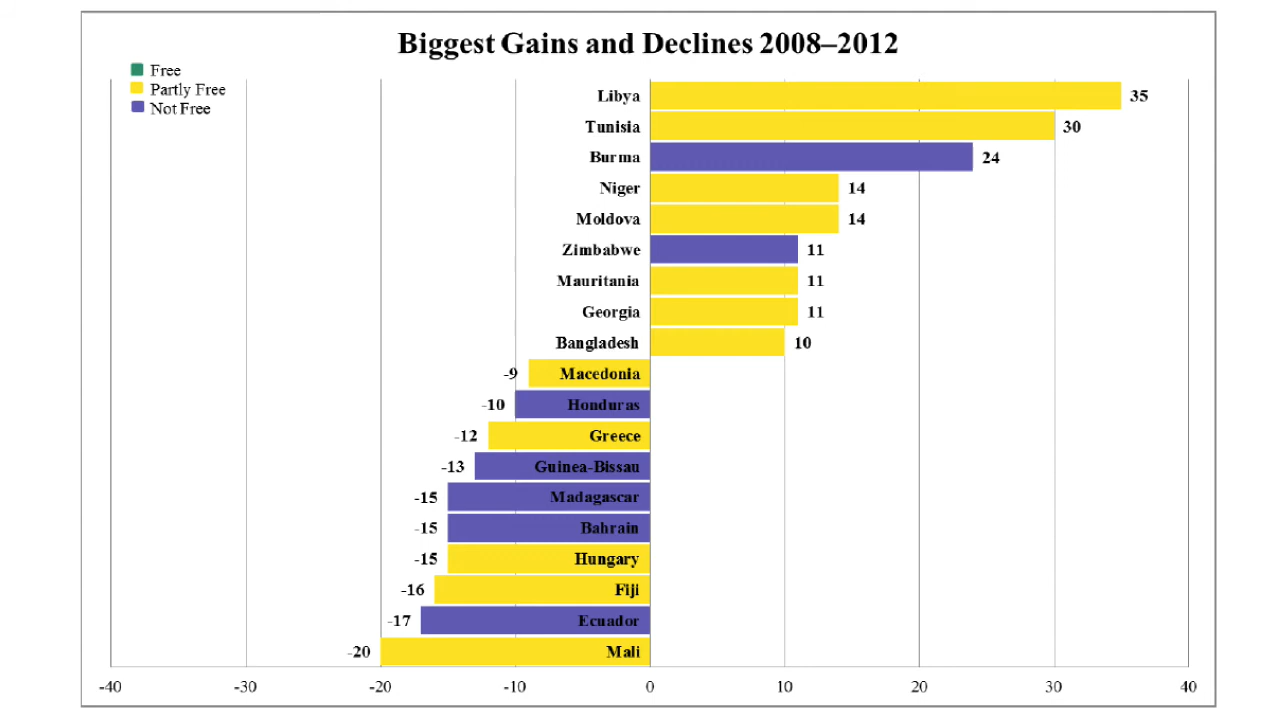 Biggest Gains and Declines 2008–2012
Free
Partly Free
Not Free
Libya 35
Tunisia 30
Burma 24
Niger 14
Moldova 14
Zimbabwe 11
Mauritania 11
Georgia 11
Bangladesh 10
-9 Macedonia
-10 Honduras
-12 Greece
-13 Guinea-Bissau
-15 Madagascar
-15 Bahrain
-15 Hungary
-16 Fiji
-17 Ecuador
-20 Mali
-40 -30 -20 -10 0 10 20 30 40